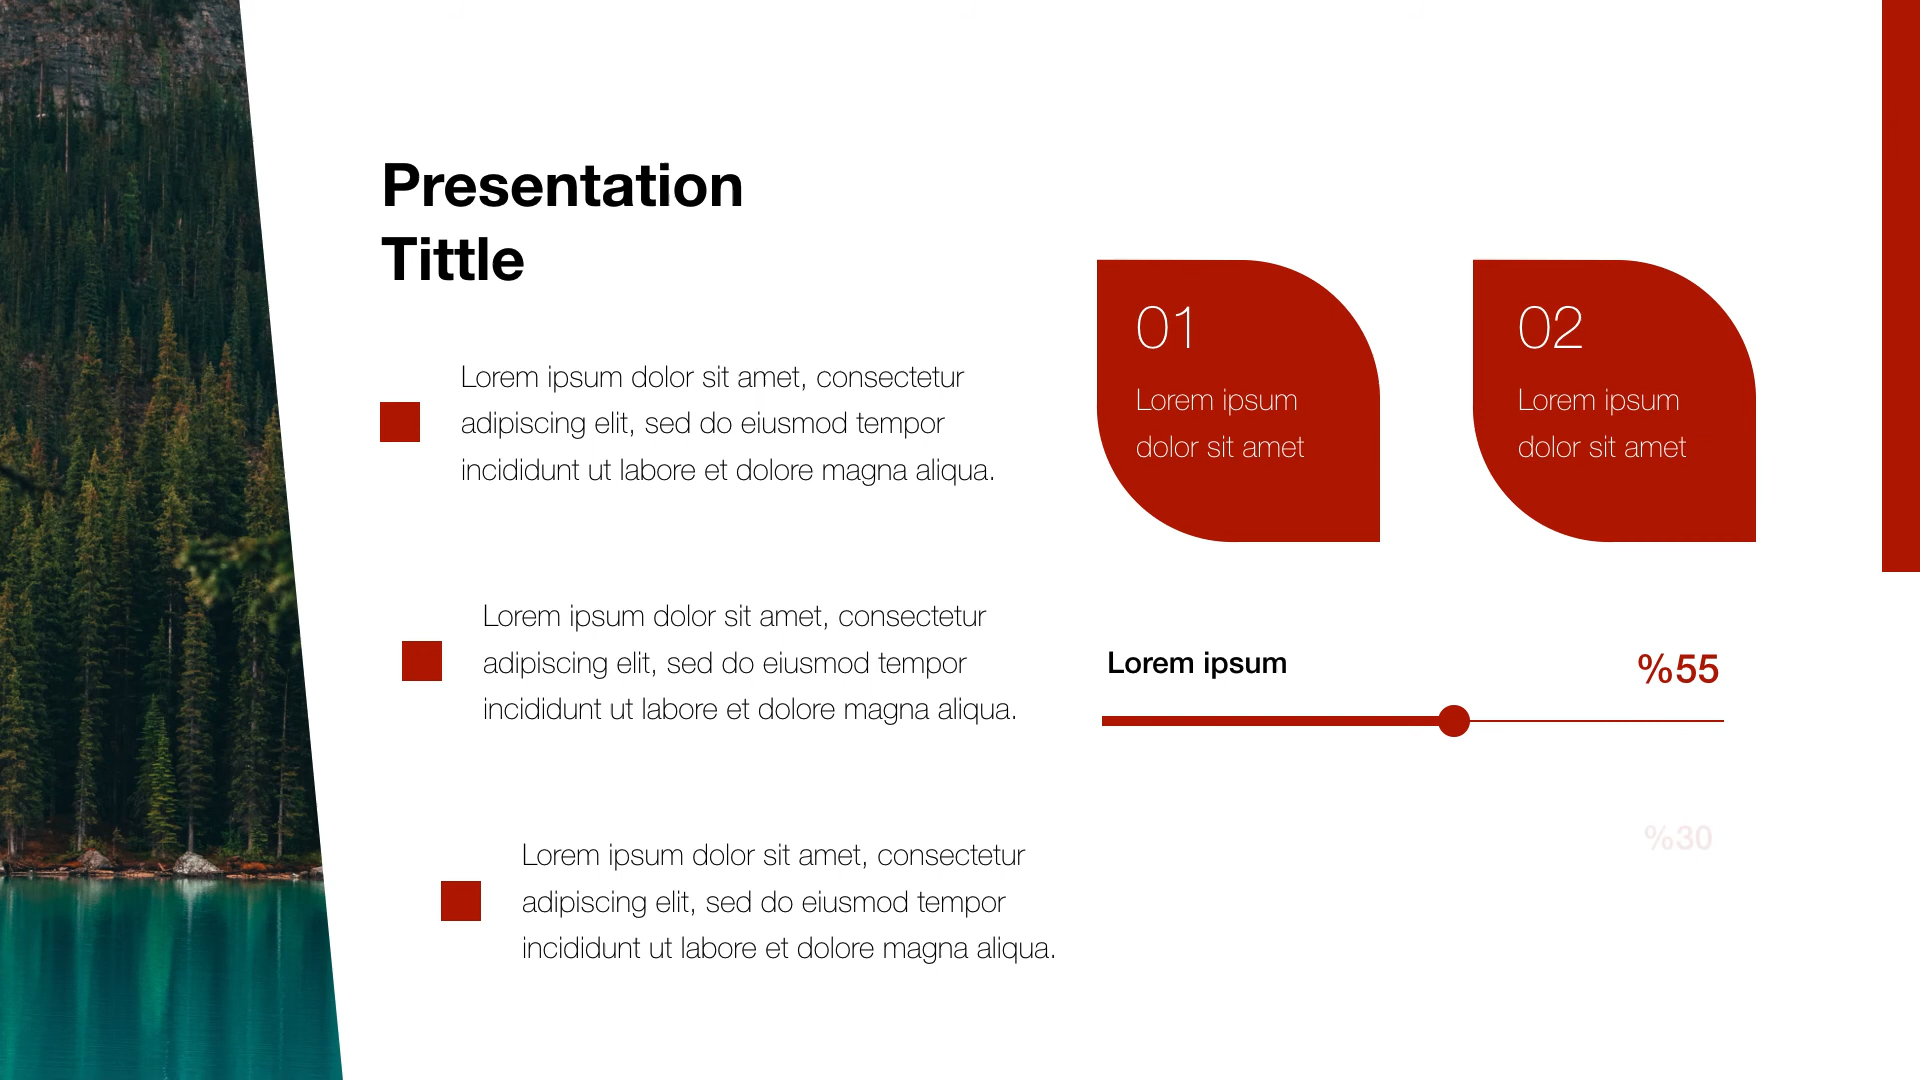 Presentation
Tittle
Lorem ipsum dolor sit amet, consectetur
adipiscing elit, sed do eiusmod tempor
incididunt ut labore et dolore magna aliqua.
Lorem ipsum dolor sit amet, consectetur
adipiscing elit, sed do eiusmod tempor
incididunt ut labore et dolore magna aliqua.
Lorem ipsum dolor sit amet, consectetur
adipiscing elit, sed do eiusmod tempor
incididunt ut labore et dolore magna aliqua.
01
Lorem ipsum
dolor sit amet
02
Lorem ipsum
dolor sit amet
Lorem ipsum
%55
%30